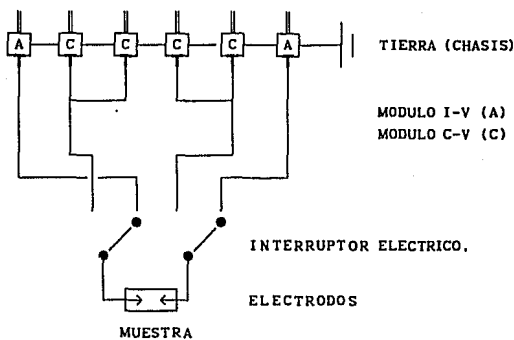 A C C C C A TIERRA (CHASIS)
MODULO I-V (A)
MODULO C-V (C)
INTERRUPTOR ELECTRICO.
ELECTRODOS
MUESTRA